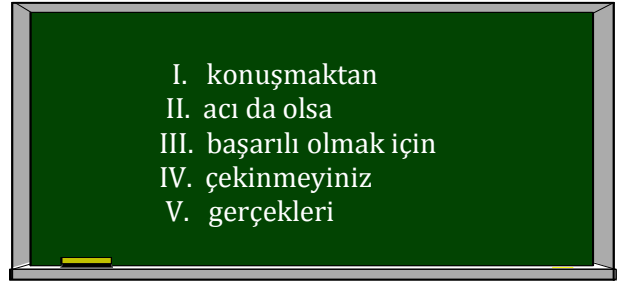 I. konuşmaktan
II. acı da olsa
III. başarılı olmak için
IV. çekinmeyiniz
V. gerçekleri